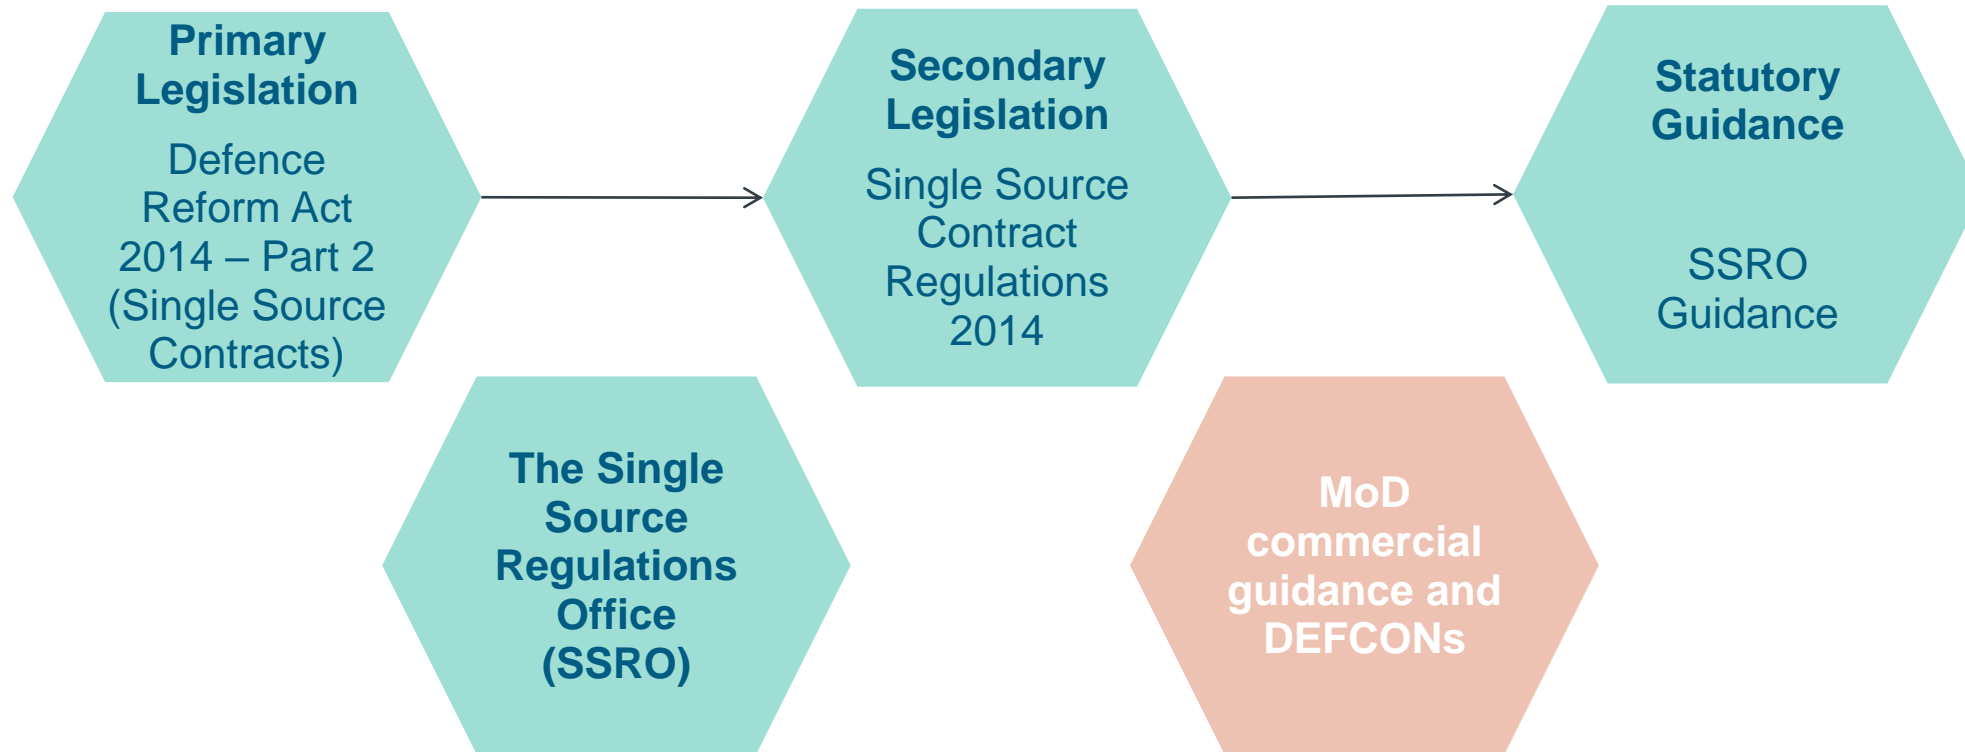 Primary
Legislation
Defence
Reform Act
2014 – Part 2
(Single Source
Contracts)
Secondary
Legislation
Single Source
Contract
Regulations
2014
Statutory
Guidance
SSRO
Guidance
The Single
Source
Regulations
Office
(SSRO)
MoD
commercial
guidance and
DEFCONs